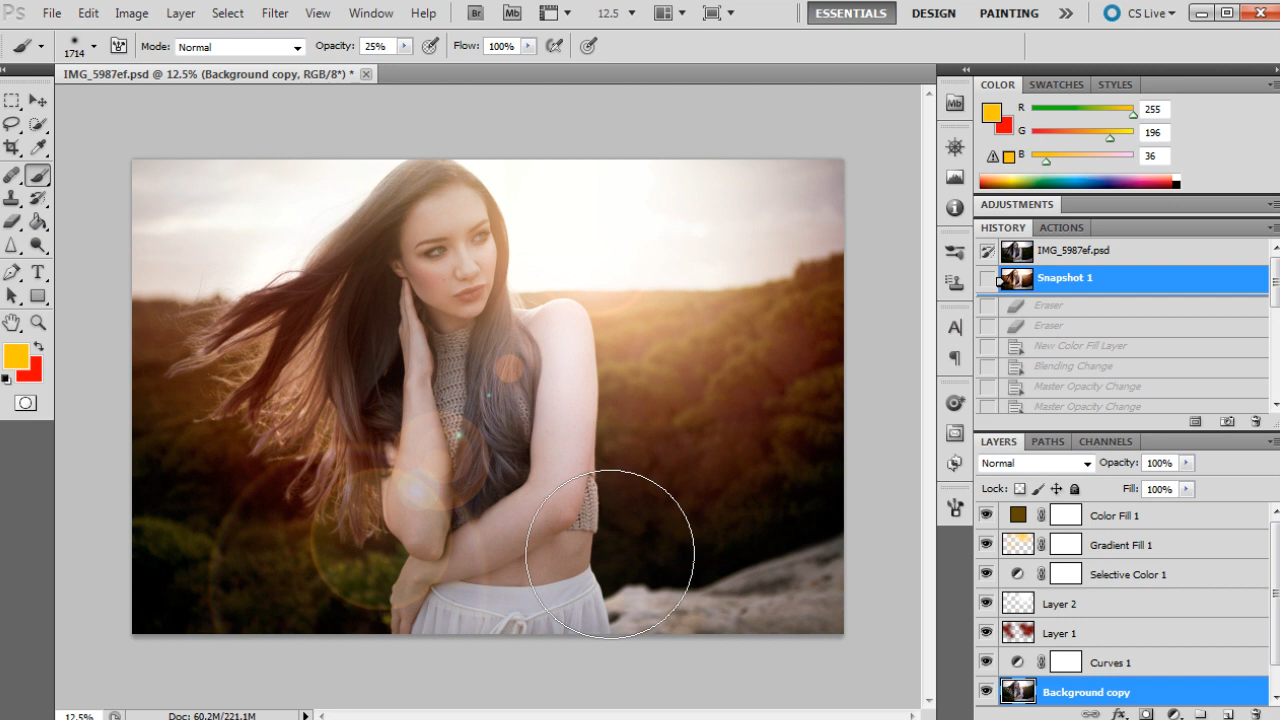 Ps File Edit Image Layer Select Filter View Window Help Br Mb 12.5 ESSENTIALS DESIGN PAINTING CS Live
1714 Mode: Normal Opacity: 25% Flow: 100%
IMG_5987ef.psd @ 12.5% (Background copy, RGB/8*) *
COLOR SWATCHES STYLES
R 255
G 196
B 36
ADJUSTMENTS
HISTORY ACTIONS
IMG_5987ef.psd
Snapshot 1
Eraser
Eraser
New Color Fill Layer
Blending Change
Master Opacity Change
Master Opacity Change
LAYERS PATHS CHANNELS
Normal Opacity: 100%
Lock: Fill: 100%
Color Fill 1
Gradient Fill 1
Selective Color 1
Layer 2
Layer 1
Curves 1
Background copy
Mb
A
T
12.5% Doc: 60.2M/221.1M